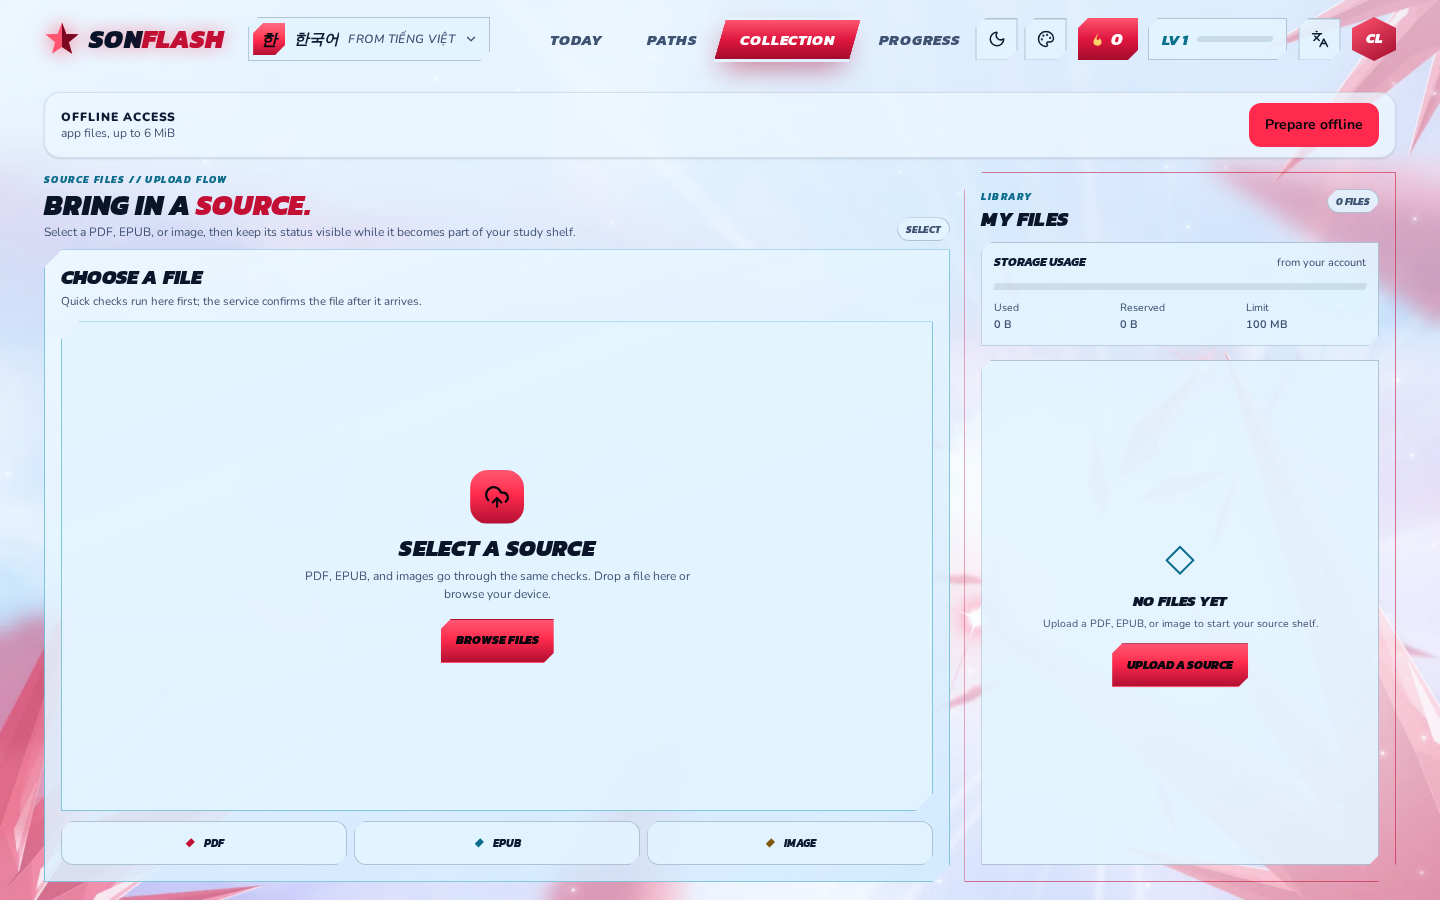 SONFLASH
한 한국어 FROM TIẾNG VIỆT
TODAY
PATHS
COLLECTION
PROGRESS
0
LV 1
CL
OFFLINE ACCESS
app files, up to 6 MiB
Prepare offline
SOURCE FILES // UPLOAD FLOW
BRING IN A SOURCE.
Select a PDF, EPUB, or image, then keep its status visible while it becomes part of your study shelf.
SELECT
CHOOSE A FILE
Quick checks run here first; the service confirms the file after it arrives.
SELECT A SOURCE
PDF, EPUB, and images go through the same checks. Drop a file here or
browse your device.
BROWSE FILES
PDF
EPUB
IMAGE
LIBRARY
MY FILES
0 FILES
STORAGE USAGE
from your account
Used
Reserved
Limit
0 B
0 B
100 MB
NO FILES YET
Upload a PDF, EPUB, or image to start your source shelf.
UPLOAD A SOURCE